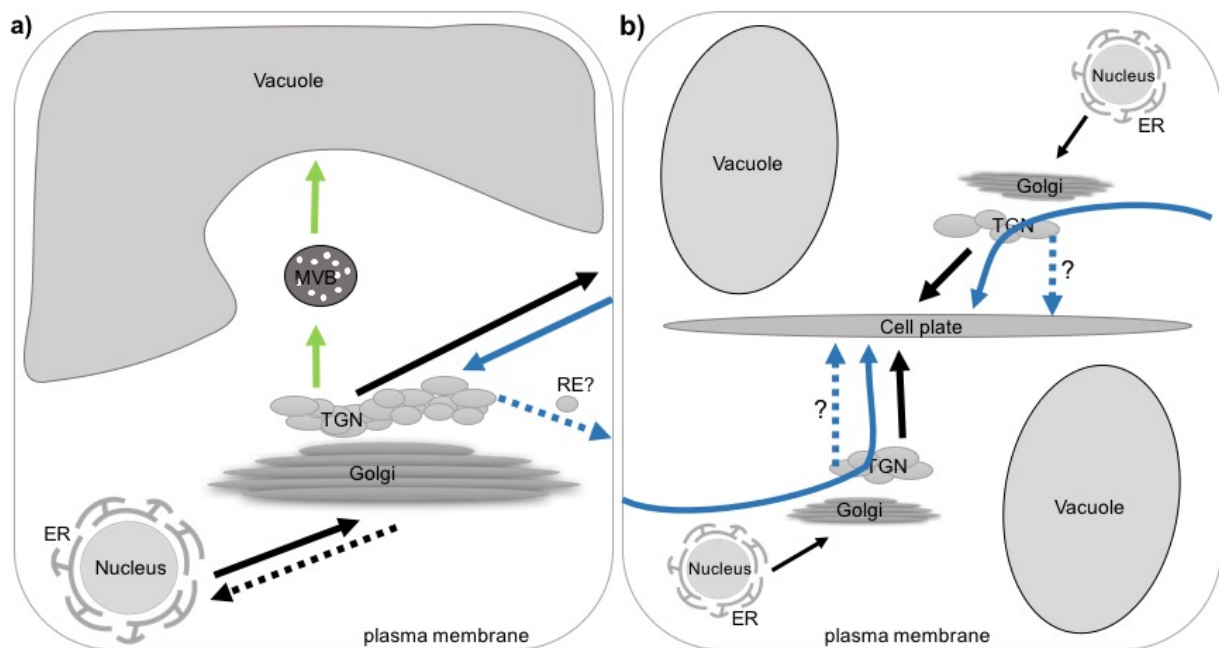 a)
Vacuole
MVB
RE?
TGN
Golgi
ER
Nucleus
plasma membrane
b)
Nucleus
ER
Vacuole
Golgi
TGN
?
Cell plate
?
TGN
Golgi
Vacuole
Nucleus
ER
plasma membrane